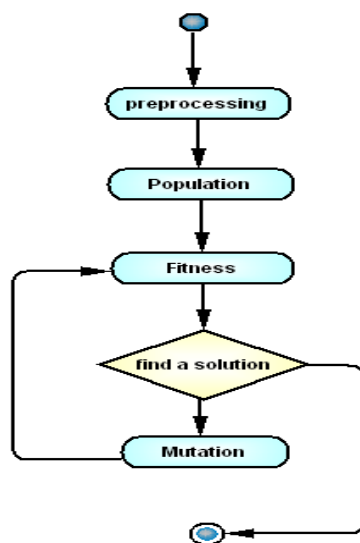 preprocessing
Population
Fitness
find a solution
Mutation